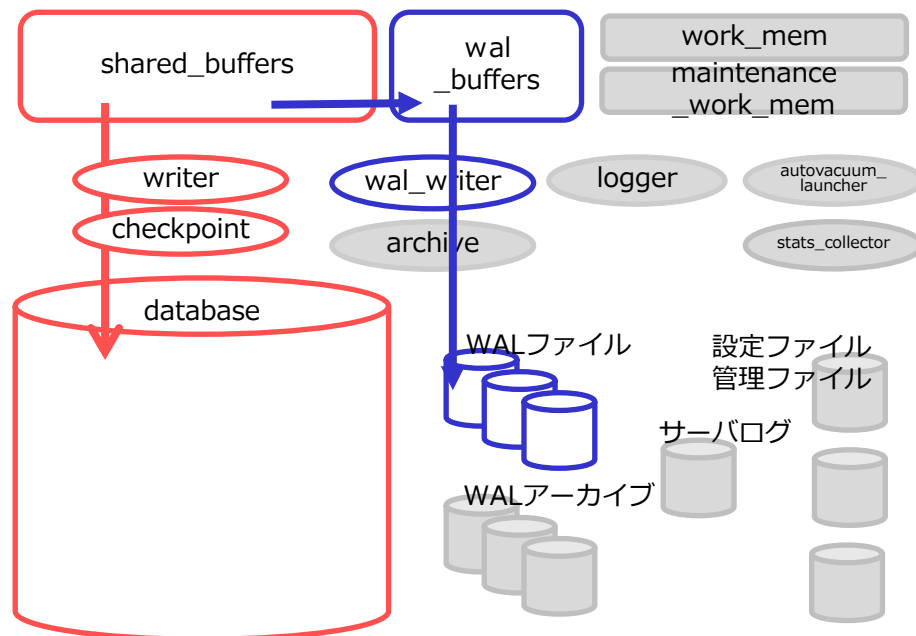 shared_buffers
wal
_buffers
work_mem
maintenance
_work_mem
writer
wal_writer
logger
autovacuum_
launcher
checkpoint
archive
stats_collector
database
WALファイル
設定ファイル
管理ファイル
サーバログ
WALアーカイブ